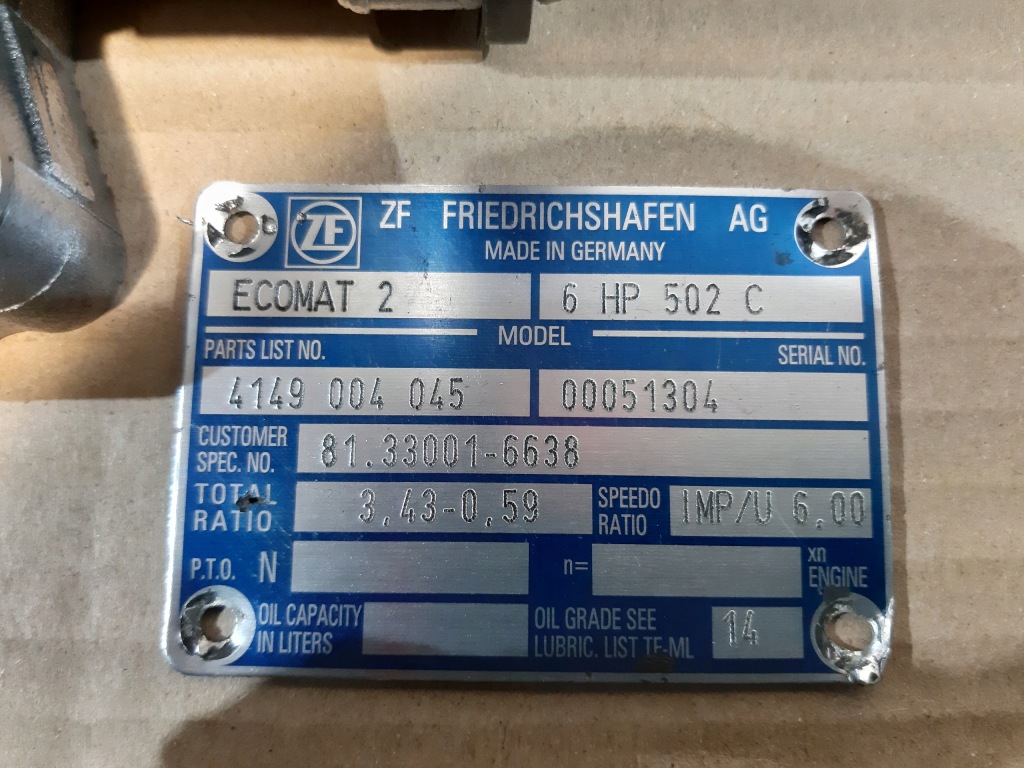 ZF ZF FRIEDRICHSHAFEN AG
MADE IN GERMANY
ECOMAT 2 6 HP 502 C
MODEL
PARTS LIST NO. SERIAL NO.
4149 004 045 00051304
CUSTOMER
SPEC. NO. 81.33001-6638
TOTAL
RATIO 3,43-0,59 SPEEDO
RATIO IMP/U 6,00
P.T.O. N n= xn
ENGINE
OIL CAPACITY
IN LITERS
OIL GRADE SEE
LUBRIC. LIST TE-ML 14